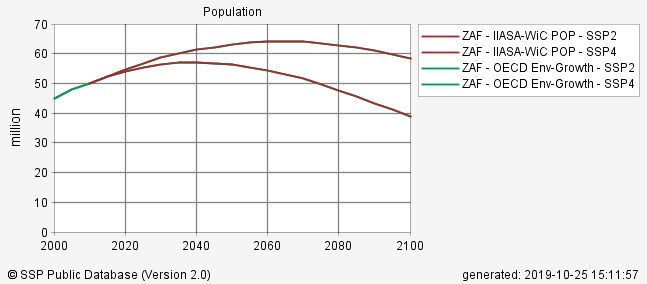 Population
ZAF - IIASA-WiC POP - SSP2
ZAF - IIASA-WiC POP - SSP4
ZAF - OECD Env-Growth - SSP2
ZAF - OECD Env-Growth - SSP4
70
60
50
40
30
20
10
0
million
2000 2020 2040 2060 2080 2100
© SSP Public Database (Version 2.0) generated: 2019-10-25 15:11:57